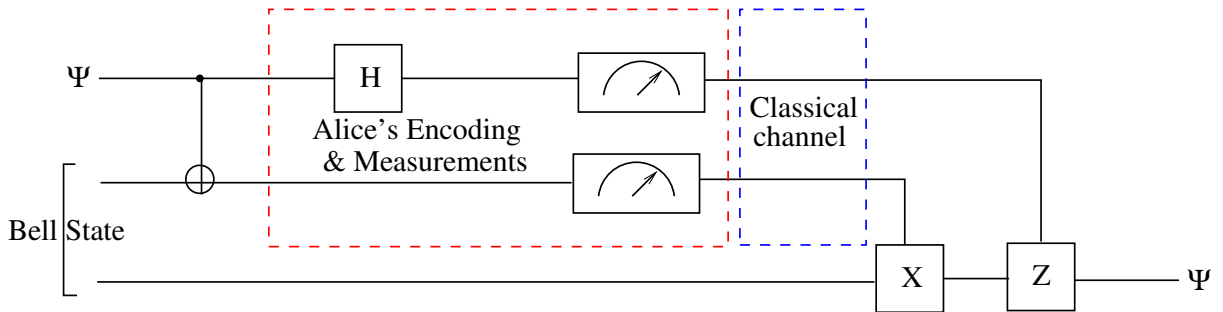 Ψ
H
Alice's Encoding
& Measurements
Classical
channel
Bell State
X
Z
Ψ